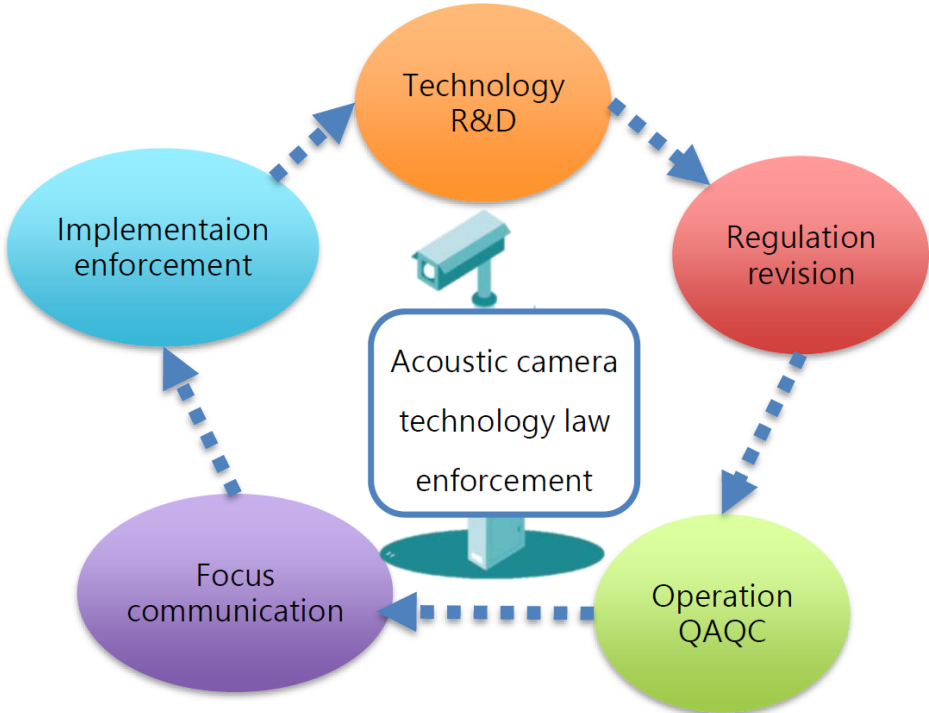 Technology
R&D
Regulation
revision
Operation
QAQC
Focus
communication
Implementaion
enforcement
Acoustic camera
technology law
enforcement